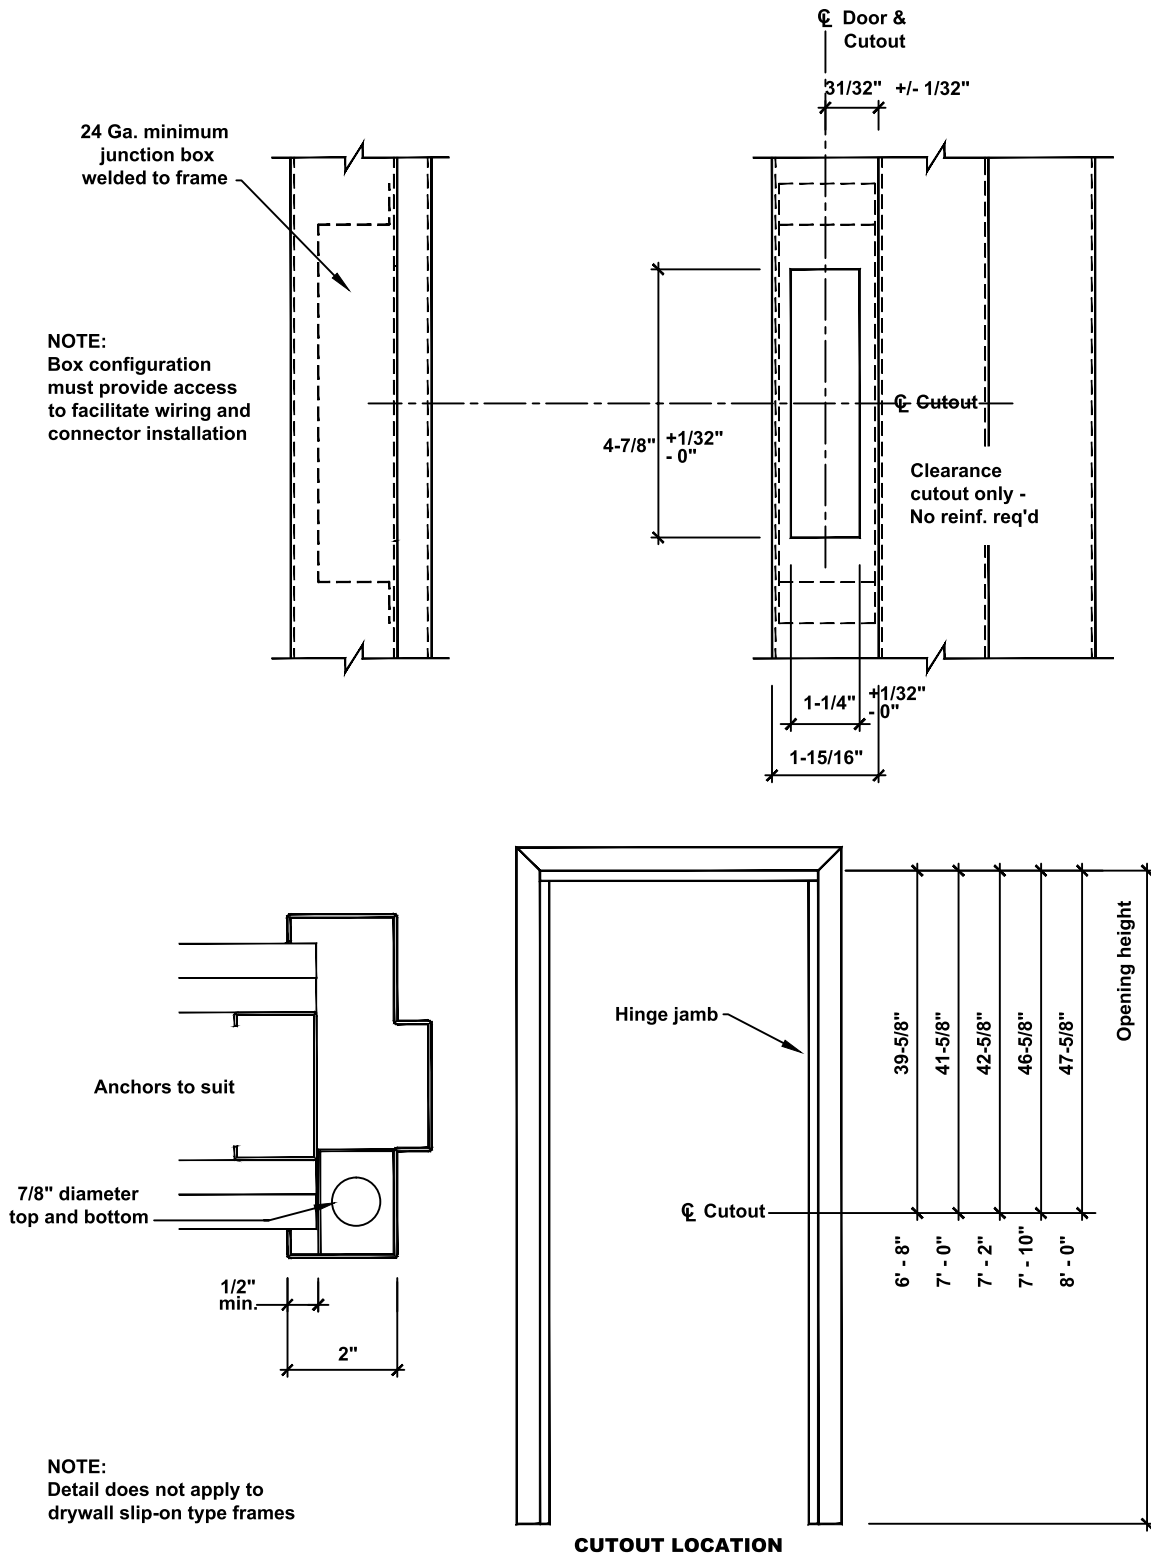 ℄ Door &
Cutout
31/32" +/- 1/32"
24 Ga. minimum
junction box
welded to frame
NOTE:
Box configuration
must provide access
to facilitate wiring and
connector installation
℄ Cutout
4-7/8" +1/32"
- 0"
Clearance
cutout only -
No reinf. req'd
1-1/4" +1/32"
- 0"
1-15/16"
Opening height
Hinge jamb
39-5/8"
41-5/8"
42-5/8"
46-5/8"
47-5/8"
Anchors to suit
7/8" diameter
top and bottom
℄ Cutout
6' - 8"
7' - 0"
7' - 2"
7' - 10"
8' - 0"
1/2"
min.
2"
NOTE:
Detail does not apply to
drywall slip-on type frames
CUTOUT LOCATION